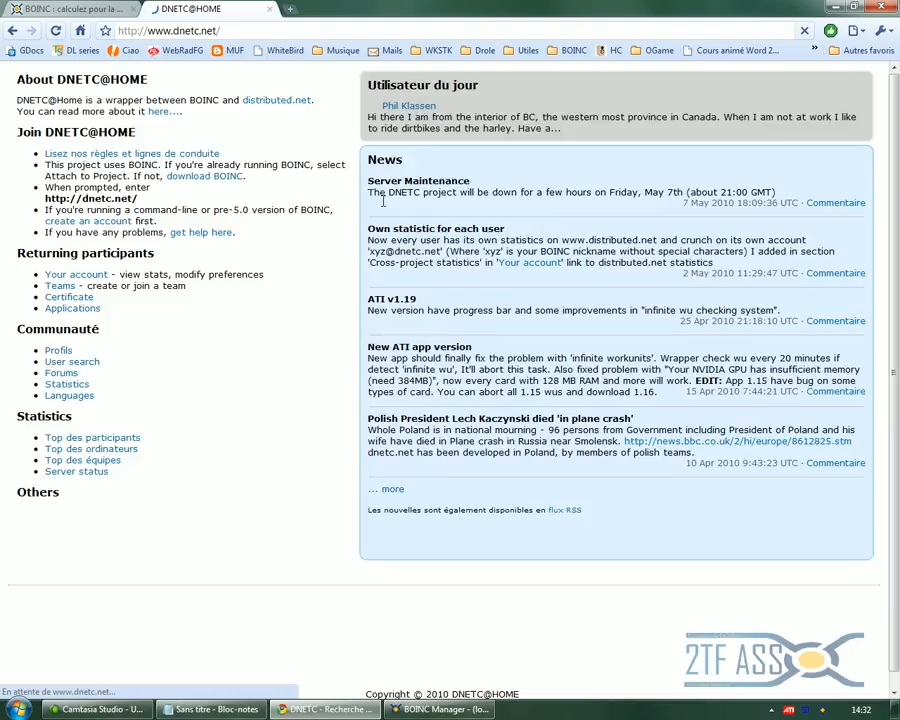 BOINC : calculez pour la ...
DNETC@HOME
http://www.dnetc.net/
GDocs
DL series
Ciao
WebRadFG
MUF
WhiteBird
Musique
Mails
WKSTK
Drole
Utiles
BOINC
HC
OGame
Cours animé Word 2...
»
Autres favoris
About DNETC@HOME
DNETC@Home is a wrapper between BOINC and distributed.net.
You can read more about it here....
Join DNETC@HOME
Lisez nos règles et lignes de conduite
This project uses BOINC. If you're already running BOINC, select
Attach to Project. If not, download BOINC.
When prompted, enter
http://dnetc.net/
If you're running a command-line or pre-5.0 version of BOINC,
create an account first.
If you have any problems, get help here.
Returning participants
Your account - view stats, modify preferences
Teams - create or join a team
Certificate
Applications
Communauté
Profils
User search
Forums
Statistics
Languages
Statistics
Top des participants
Top des ordinateurs
Top des équipes
Server status
Others
Utilisateur du jour
Phil Klassen
Hi there I am from the interior of BC, the western most province in Canada. When I am not at work I like
to ride dirtbikes and the harley. Have a...
News
Server Maintenance
The DNETC project will be down for a few hours on Friday, May 7th (about 21:00 GMT)
7 May 2010 18:09:36 UTC · Commentaire
Own statistic for each user
Now every user has its own statistics on www.distributed.net and crunch on its own account
'xyz@dnetc.net' (Where 'xyz' is your BOINC nickname without special characters) I added in section
'Cross-project statistics' in 'Your account' link to distributed.net statistics
2 May 2010 11:29:47 UTC · Commentaire
ATI v1.19
New version have progress bar and some improvements in "infinite wu checking system".
25 Apr 2010 21:18:10 UTC · Commentaire
New ATI app version
New app should finally fix the problem with 'infinite workunits'. Wrapper check wu every 20 minutes if
detect 'infinite wu', It'll abort this task. Also fixed problem with "Your NVIDIA GPU has insufficient memory
(need 384MB)", now every card with 128 MB RAM and more will work. EDIT: App 1.15 have bug on some
types of card. You can abort all 1.15 wus and download 1.16.
15 Apr 2010 7:44:21 UTC · Commentaire
Polish President Lech Kaczynski died 'in plane crash'
Whole Poland is in national mourning - 96 persons from Government including President of Poland and his
wife have died in Plane crash in Russia near Smolensk. http://news.bbc.co.uk/2/hi/europe/8612825.stm
dnetc.net has been developed in Poland, by members of polish teams.
10 Apr 2010 9:43:23 UTC · Commentaire
... more
Les nouvelles sont également disponibles en flux RSS
2TF ASS
Copyright © 2010 DNETC@HOME
En attente de www.dnetc.net...
Camtasia Studio - U...
Sans titre - Bloc-notes
DNETC - Recherche ...
BOINC Manager - (lo...
ATI
14:32